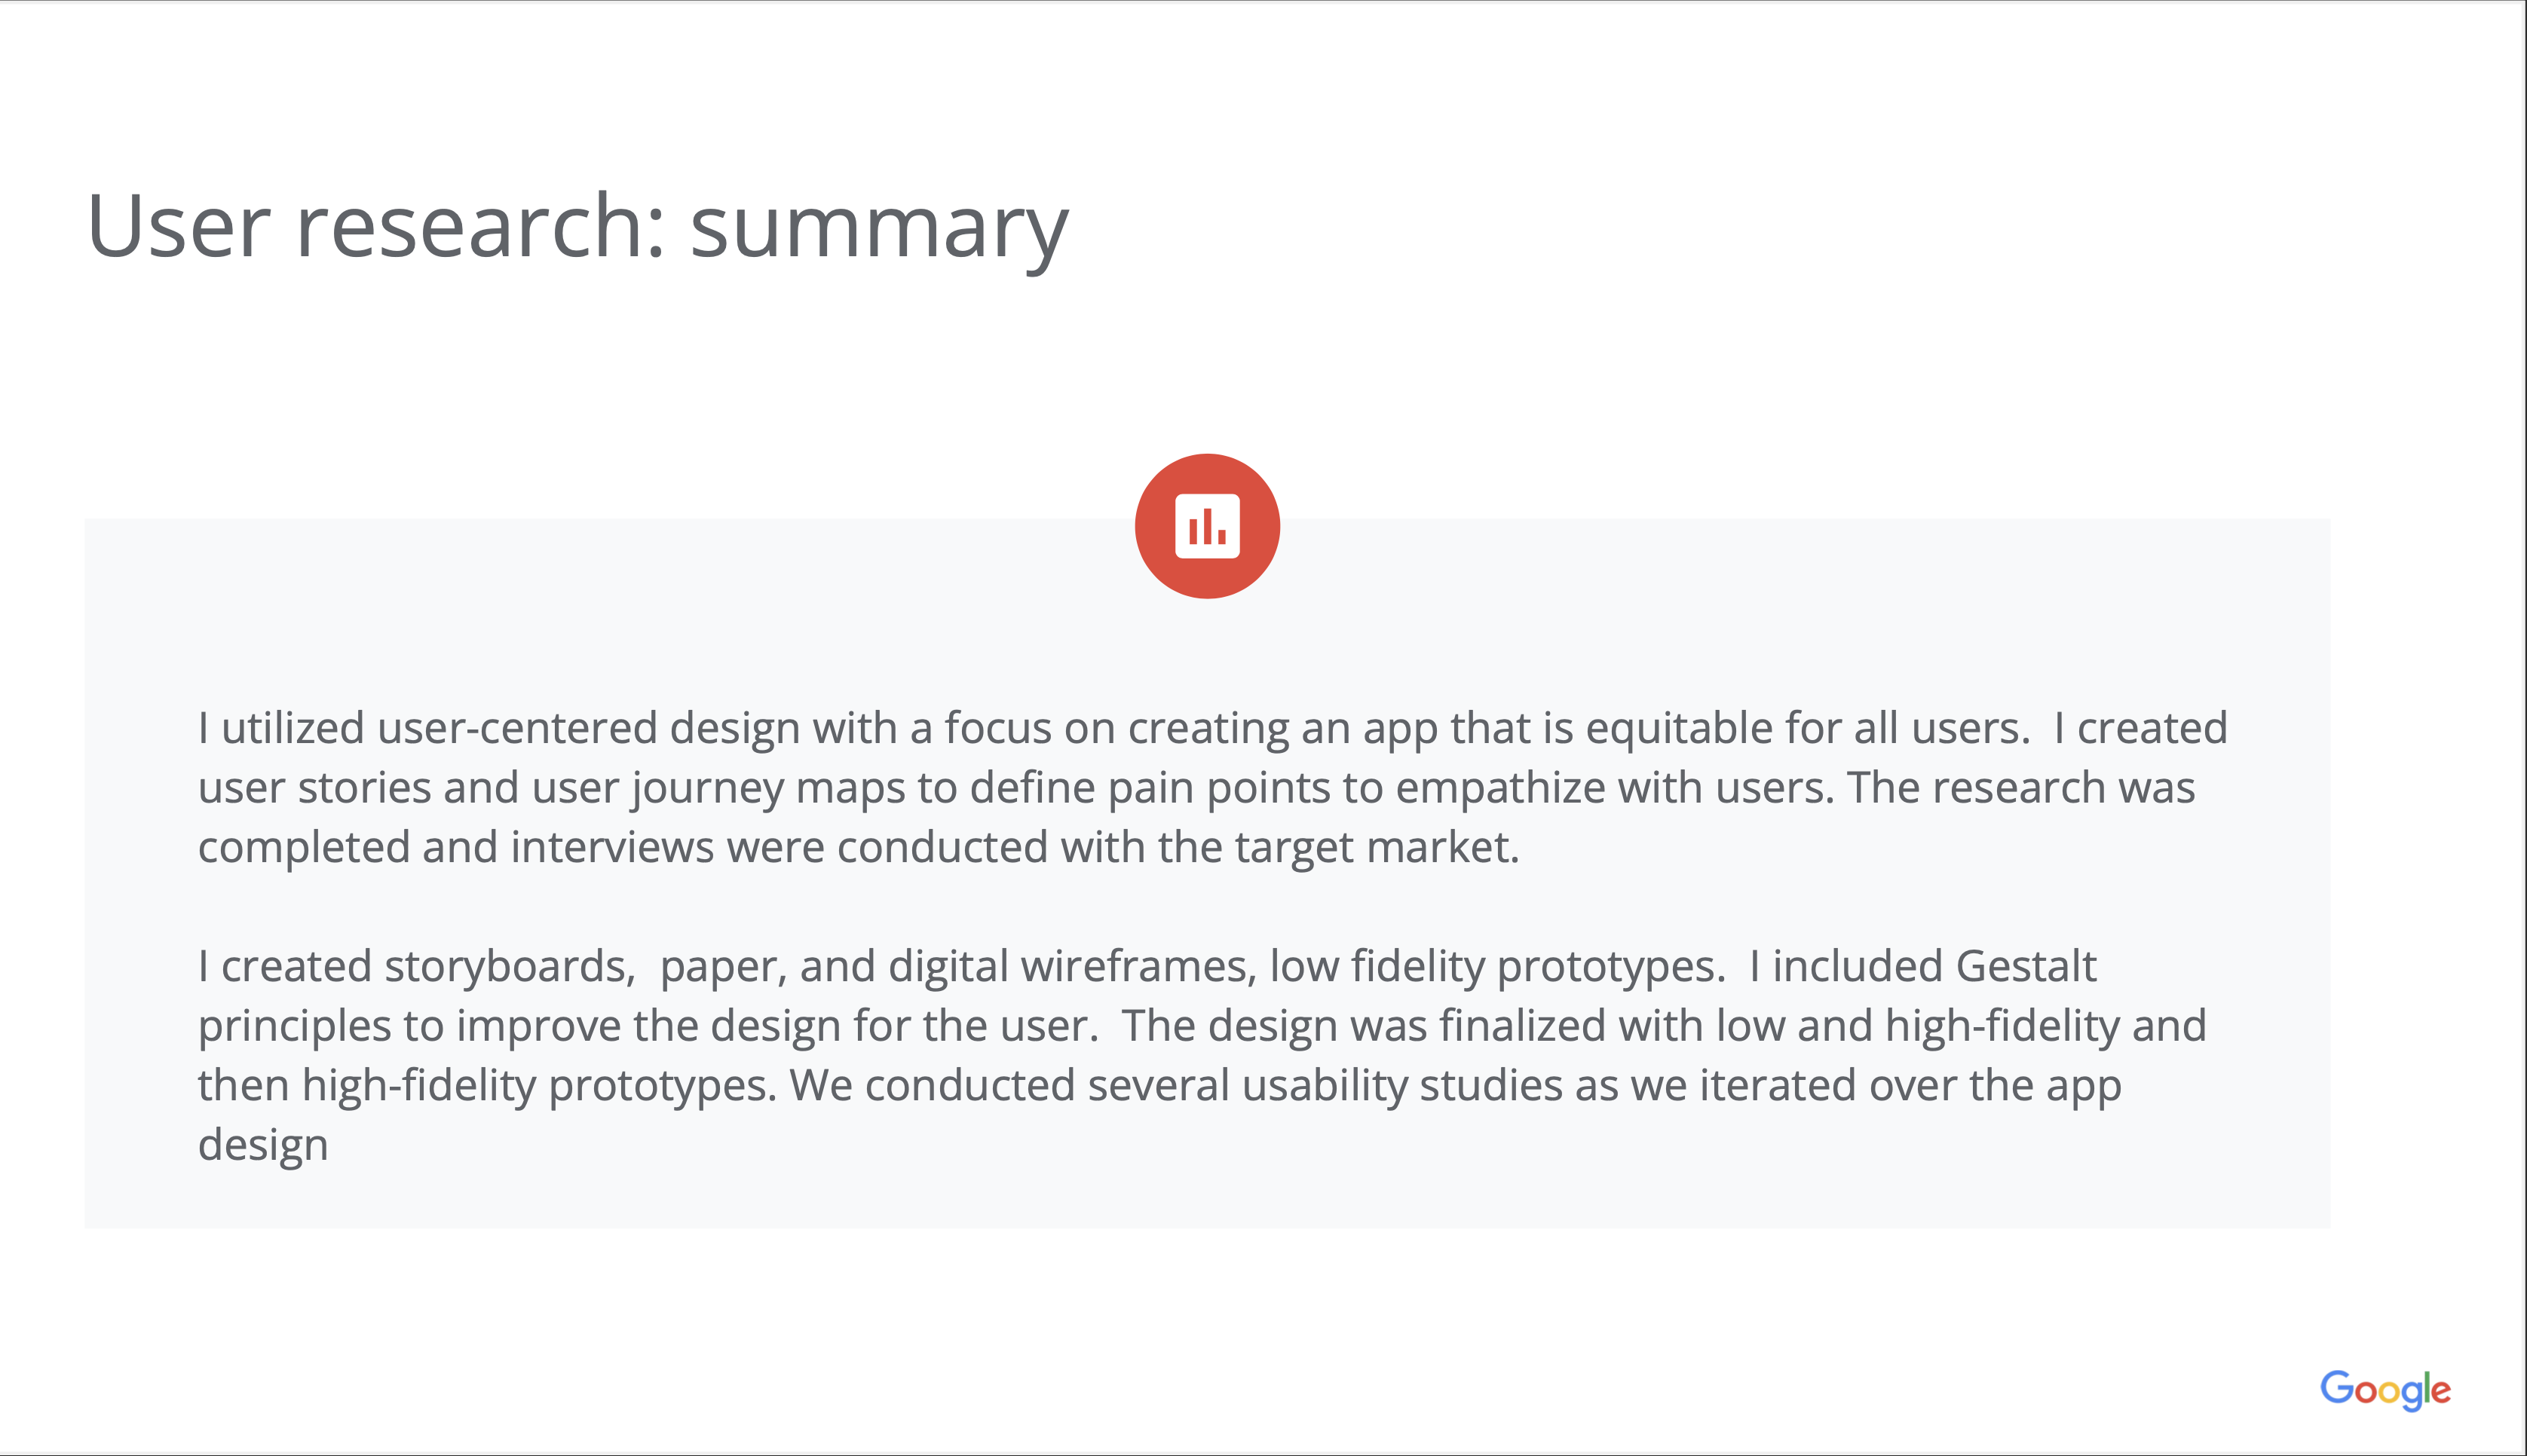 User research: summary
I utilized user-centered design with a focus on creating an app that is equitable for all users.  I created
user stories and user journey maps to define pain points to empathize with users. The research was
completed and interviews were conducted with the target market.
I created storyboards,  paper, and digital wireframes, low fidelity prototypes.  I included Gestalt
principles to improve the design for the user.  The design was finalized with low and high-fidelity and
then high-fidelity prototypes. We conducted several usability studies as we iterated over the app
design
Google